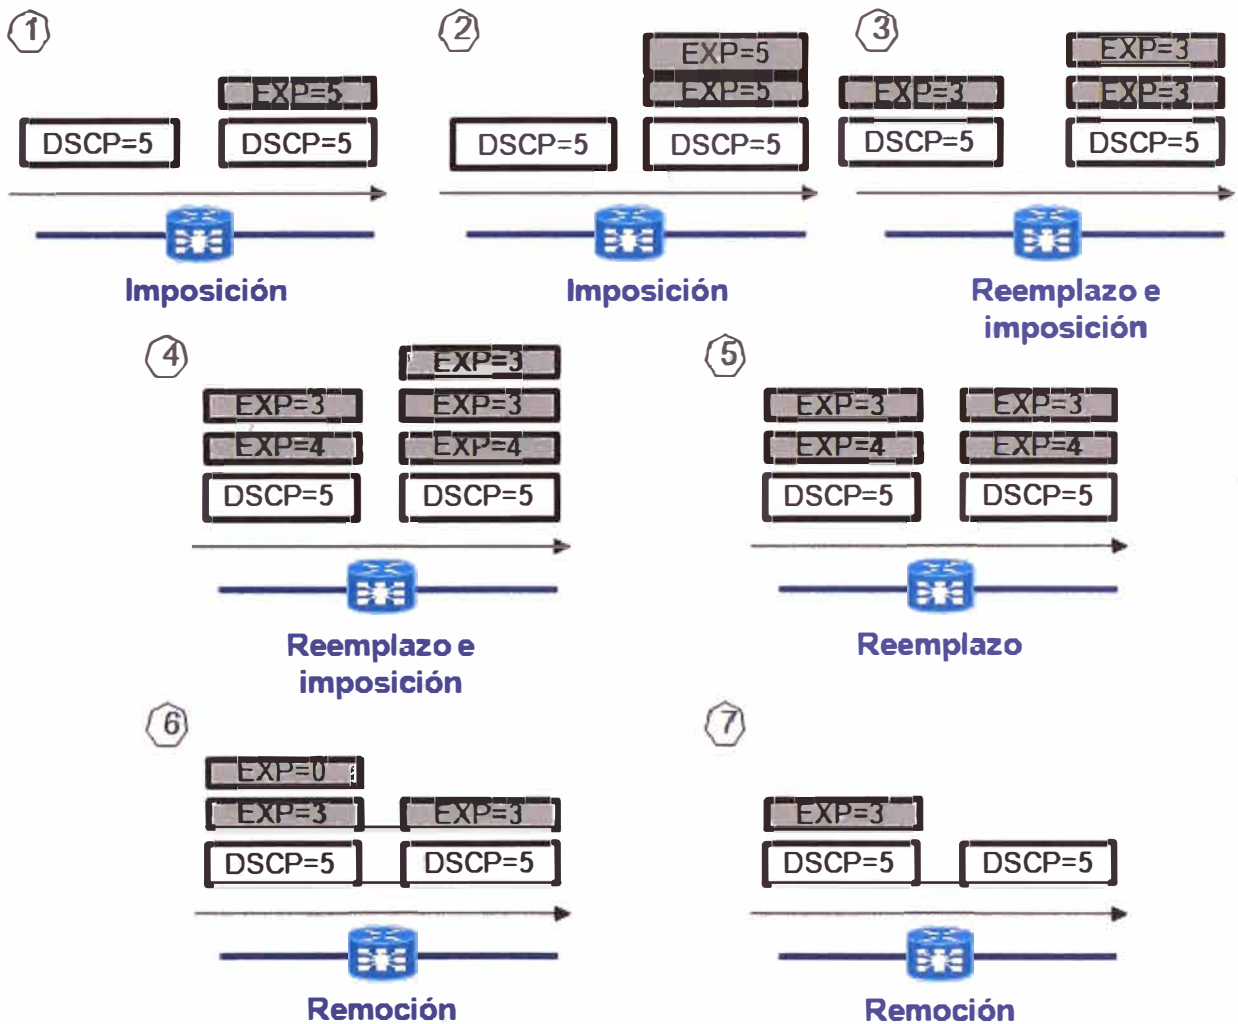 1
EXP=5
DSCP=5 DSCP=5
Imposición
2
EXP=5
EXP=5
DSCP=5 DSCP=5
Imposición
3
EXP=3
EXP=3 EXP=3
DSCP=5 DSCP=5
Reemplazo e
imposición
4
EXP=3
EXP=3 EXP=3
EXP=4 EXP=4
DSCP=5 DSCP=5
Reemplazo e
imposición
5
EXP=3 EXP=3
EXP=4 EXP=4
DSCP=5 DSCP=5
Reemplazo
6
EXP=0
EXP=3 EXP=3
DSCP=5 DSCP=5
Remoción
7
EXP=3
DSCP=5 DSCP=5
Remoción